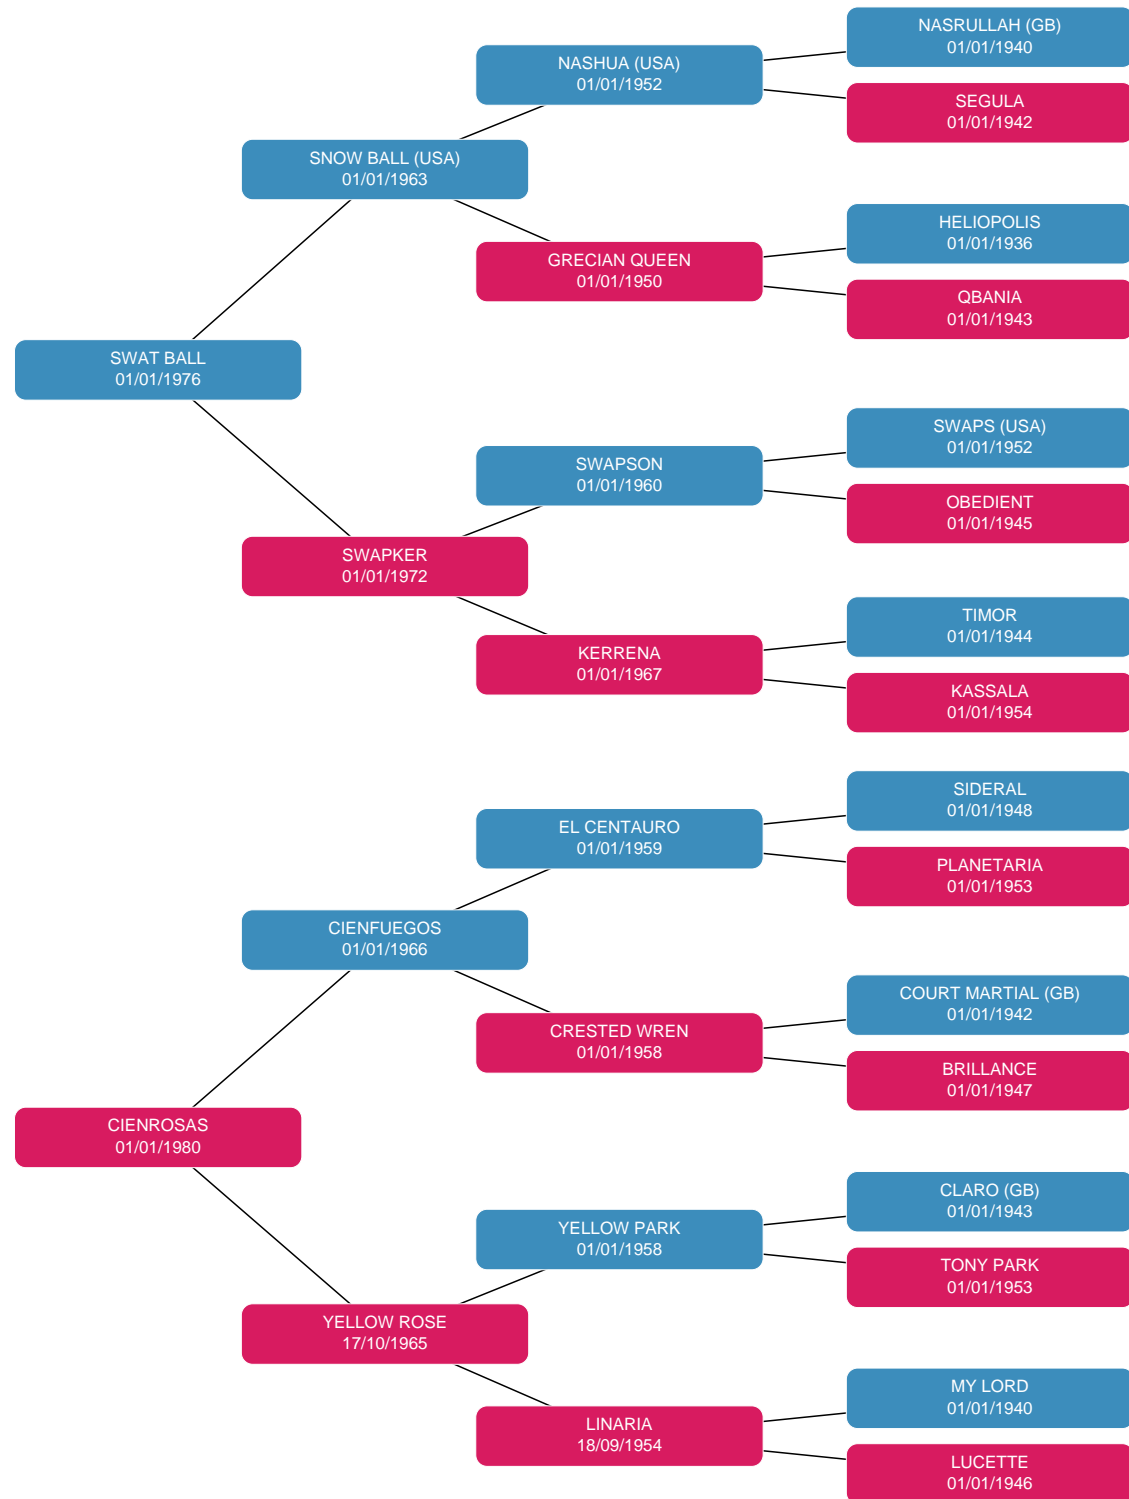 NASRULLAH (GB)
01/01/1940
NASHUA (USA)
01/01/1952
SEGULA
01/01/1942
SNOW BALL (USA)
01/01/1963
HELIOPOLIS
01/01/1936
GRECIAN QUEEN
01/01/1950
QBANIA
01/01/1943
SWAT BALL
01/01/1976
SWAPS (USA)
01/01/1952
SWAPSON
01/01/1960
OBEDIENT
01/01/1945
SWAPKER
01/01/1972
TIMOR
01/01/1944
KERRENA
01/01/1967
KASSALA
01/01/1954
SIDERAL
01/01/1948
EL CENTAURO
01/01/1959
PLANETARIA
01/01/1953
CIENFUEGOS
01/01/1966
COURT MARTIAL (GB)
01/01/1942
CRESTED WREN
01/01/1958
BRILLANCE
01/01/1947
CIENROSAS
01/01/1980
CLARO (GB)
01/01/1943
YELLOW PARK
01/01/1958
TONY PARK
01/01/1953
YELLOW ROSE
17/10/1965
MY LORD
01/01/1940
LINARIA
18/09/1954
LUCETTE
01/01/1946